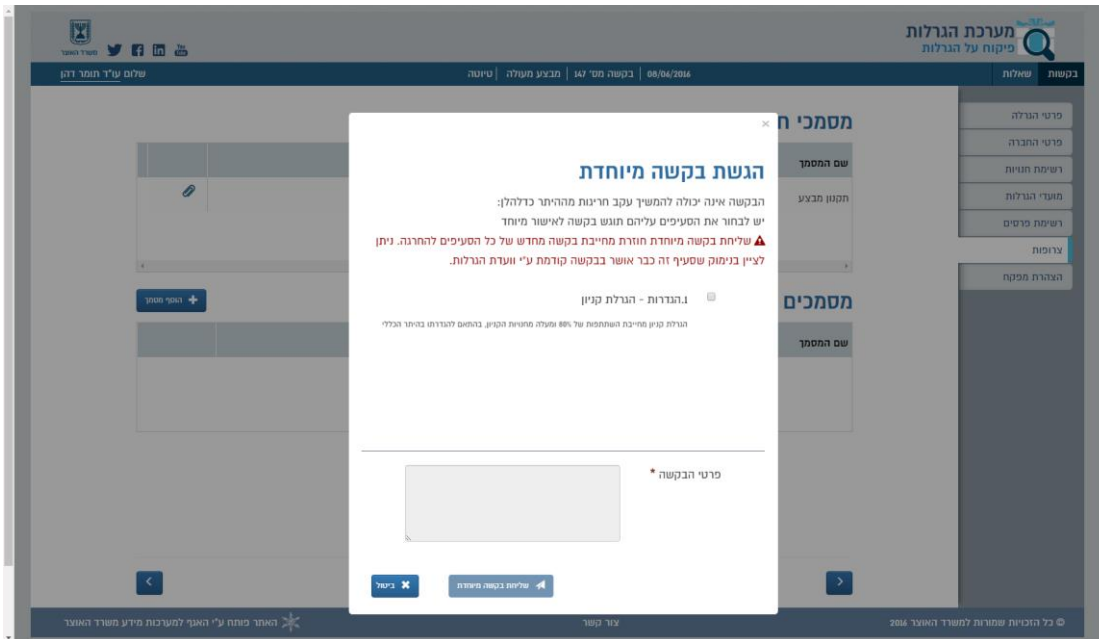 מערכת הגרלות
פיקוח על הגרלות
משרד האוצר
You
Tube
בקשות
שאלות
08/06/2016 | בקשה מס' 147 | מבצע מעולה | טיוטה
שלום עו"ד תומר דהן
פרטי הגרלה
פרטי החברה
רשימת חנויות
מועדי הגרלות
רשימת פרסים
צרופות
הצהרת מפקח
מסמכי ח
שם המסמך
תקנון מבצע
מסמכים
הוסף מסמך
שם המסמך
×
הגשת בקשה מיוחדת
הבקשה אינה יכולה להמשיך עקב חריגות מההיתר כדלהלן:
יש לבחור את הסעיפים עליהם תוגש בקשה לאישור מיוחד
שליחת בקשה מיוחדת חוזרת מחייבת בקשה מחדש של כל הסעיפים להחרגה. ניתן
לציין בנימוק שסעיף זה כבר אושר בבקשה קודמת ע"י וועדת הגרלות.
1.הגדרות - הגרלת קניון
הגרלת קניון מחייבת השתתפות של 80% ומעלה מחנויות הקניון, בהתאם להגדרתו בהיתר הכללי
פרטי הבקשה *
שליחת בקשה מיוחדת
ביטול
© כל הזכויות שמורות למשרד האוצר 2016
צור קשר
האתר פותח ע"י האגף למערכות מידע משרד האוצר